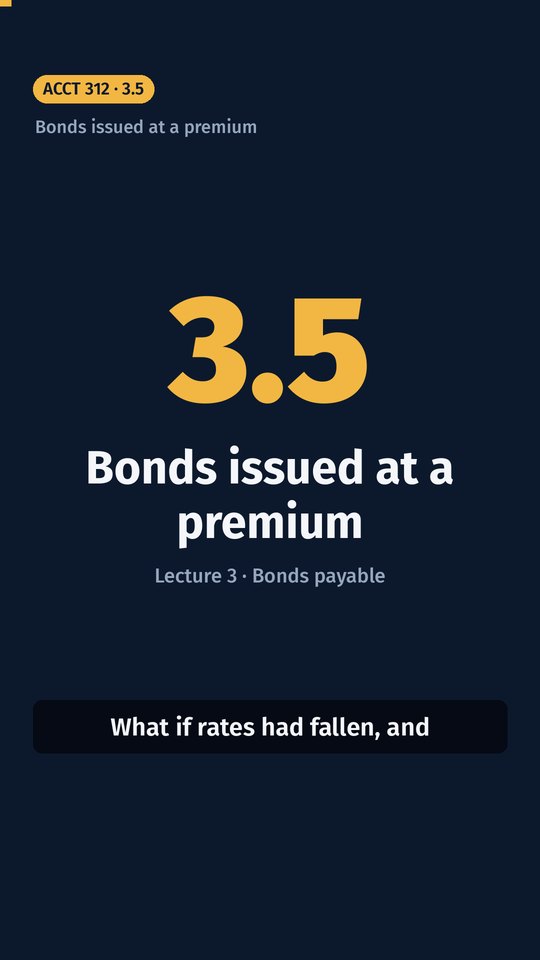 ACCT 312 · 3.5
Bonds issued at a premium
3.5
Bonds issued at a
premium
Lecture 3 · Bonds payable
What if rates had fallen, and